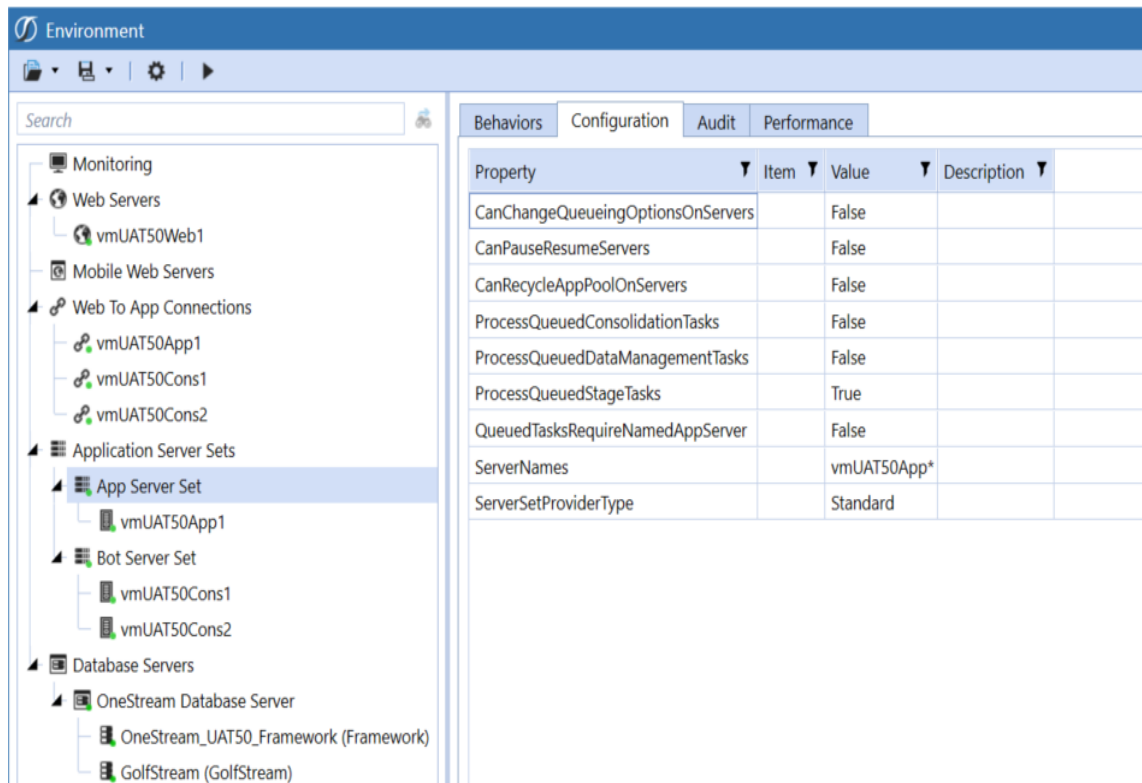 Environment
Search
Monitoring
Web Servers
vmUAT50Web1
Mobile Web Servers
Web To App Connections
vmUAT50App1
vmUAT50Cons1
vmUAT50Cons2
Application Server Sets
App Server Set
vmUAT50App1
Bot Server Set
vmUAT50Cons1
vmUAT50Cons2
Database Servers
OneStream Database Server
OneStream_UAT50_Framework (Framework)
GolfStream (GolfStream)
Behaviors Configuration Audit Performance
Property Item Value Description
CanChangeQueueingOptionsOnServers False
CanPauseResumeServers False
CanRecycleAppPoolOnServers False
ProcessQueuedConsolidationTasks False
ProcessQueuedDataManagementTasks False
ProcessQueuedStageTasks True
QueuedTasksRequireNamedAppServer False
ServerNames vmUAT50App*
ServerSetProviderType Standard